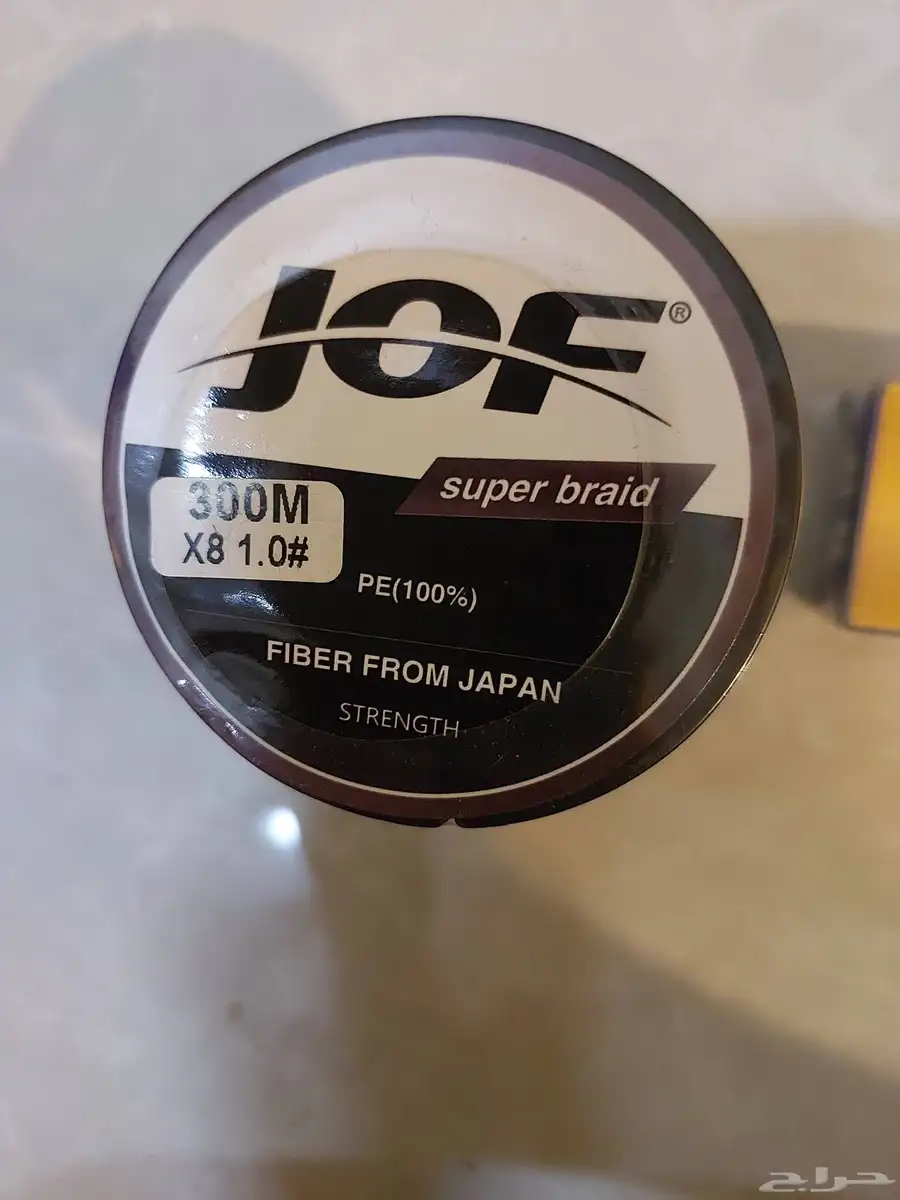 JOF®
super braid
300M
X8 1.0#
PE(100%)
FIBER FROM JAPAN
STRENGTH
حراج